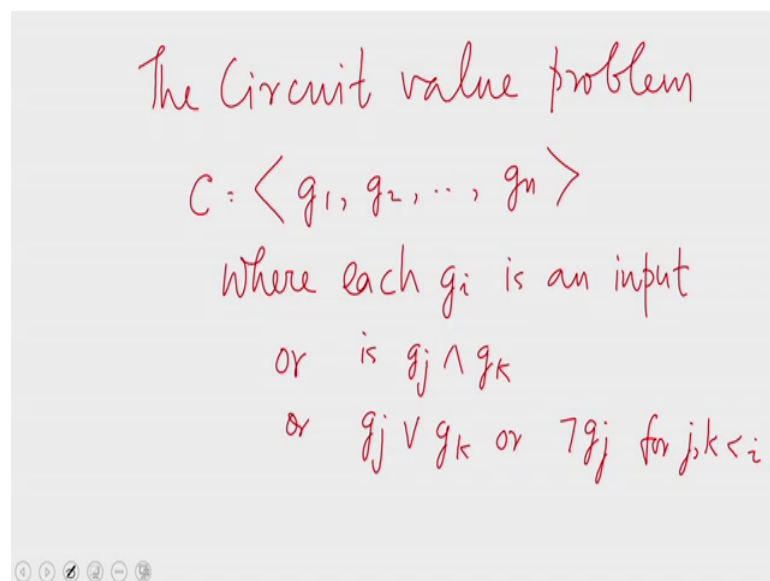 The Circuit value problem
C = < g1, g2, .., gn >
where each gi is an input
or is gj ∧ gk
or gj ∨ gk or ¬gj for j,k < i